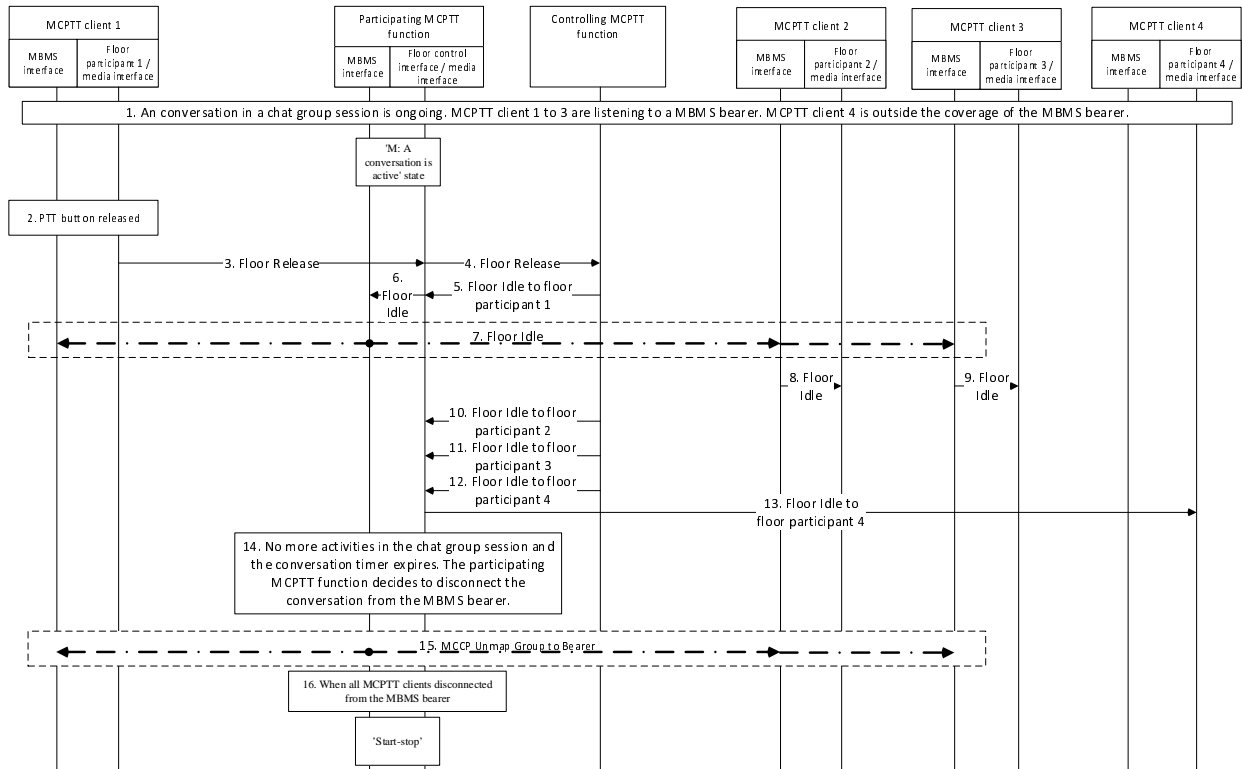 MCPTT client 1
MBMS
interface
Floor
participant 1 /
media interface
Participating MCPTT
function
MBMS
interface
Floor control
interface / media
interface
Controlling MCPTT
function
MCPTT client 2
MBMS
interface
Floor
participant 2 /
media interface
MCPTT client 3
MBMS
interface
Floor
participant 3 /
media interface
MCPTT client 4
MBMS
interface
Floor
participant 4 /
media interface
1. An conversation in a chat group session is ongoing. MCPTT client 1 to 3 are listening to a MBMS bearer. MCPTT client 4 is outside the coverage of the MBMS bearer.
'M: A
conversation is
active' state
2. PTT button released
3. Floor Release
4. Floor Release
5. Floor Idle to floor
participant 1
6.
Floor
Idle
7. Floor Idle
8. Floor
Idle
9. Floor
Idle
10. Floor Idle to floor
participant 2
11. Floor Idle to floor
participant 3
12. Floor Idle to floor
participant 4
13. Floor Idle to
floor participant 4
14. No more activities in the chat group session and
the conversation timer expires. The participating
MCPTT function decides to disconnect the
conversation from the MBMS bearer.
15. MCCP Unmap Group to Bearer
16. When all MCPTT clients disconnected
from the MBMS bearer
'Start-stop'